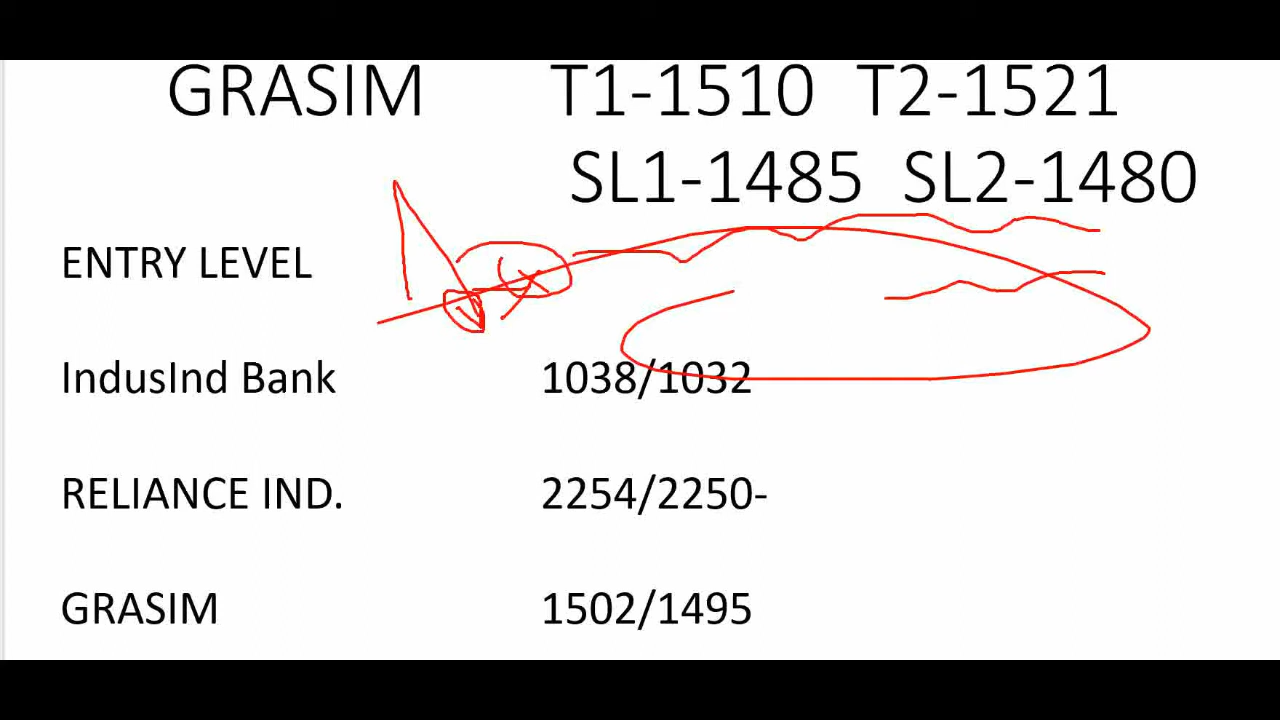 GRASIM T1-1510 T2-1521
SL1-1485 SL2-1480
ENTRY LEVEL
IndusInd Bank 1038/1032
RELIANCE IND. 2254/2250-
GRASIM 1502/1495